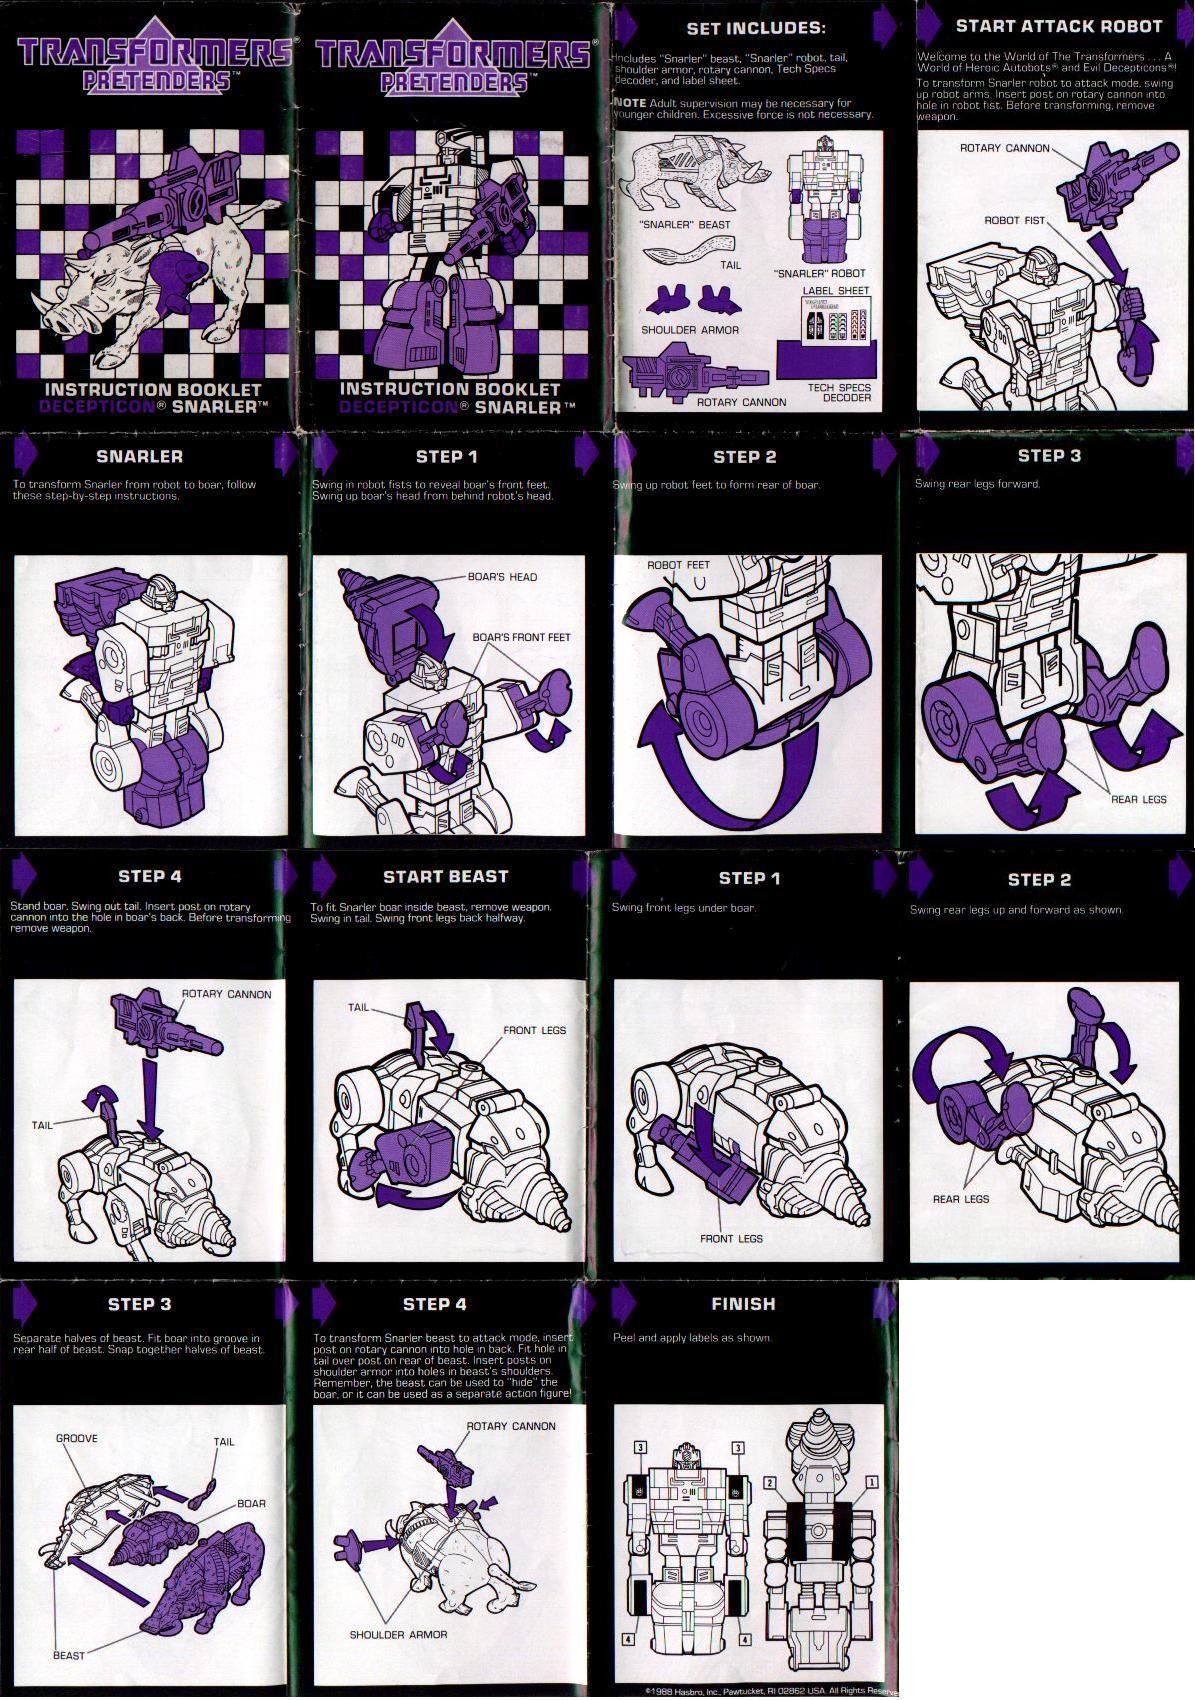 TRANSFORMERS®
PRETENDERS™
INSTRUCTION BOOKLET
DECEPTICON® SNARLER™
TRANSFORMERS®
PRETENDERS™
INSTRUCTION BOOKLET
DECEPTICON® SNARLER™
SET INCLUDES:
Includes "Snarler" beast, "Snarler" robot, tail,
shoulder armor, rotary cannon, Tech Specs
decoder, and label sheet.
NOTE Adult supervision may be necessary for
younger children. Excessive force is not necessary.
"SNARLER" BEAST
TAIL
"SNARLER" ROBOT
LABEL SHEET
SHOULDER ARMOR
ROTARY CANNON
TECH SPECS
DECODER
START ATTACK ROBOT
Welcome to the World of The Transformers . . . A
World of Heroic Autobots® and Evil Decepticons®!
To transform Snarler robot to attack mode, swing
up robot arms. Insert post on rotary cannon into
hole in robot fist. Before transforming, remove
weapon.
ROTARY CANNON
ROBOT FIST
SNARLER
To transform Snarler from robot to boar, follow
these step-by-step instructions.
STEP 1
Swing in robot fists to reveal boar's front feet.
Swing up boar's head from behind robot's head.
BOAR'S HEAD
BOAR'S FRONT FEET
STEP 2
Swing up robot feet to form rear of boar.
ROBOT FEET
STEP 3
Swing rear legs forward.
REAR LEGS
STEP 4
Stand boar. Swing out tail. Insert post on rotary
cannon into the hole in boar's back. Before transforming
remove weapon.
ROTARY CANNON
TAIL
START BEAST
To fit Snarler boar inside beast, remove weapon.
Swing in tail. Swing front legs back halfway.
TAIL
FRONT LEGS
STEP 1
Swing front legs under boar.
FRONT LEGS
STEP 2
Swing rear legs up and forward as shown.
REAR LEGS
STEP 3
Separate halves of beast. Fit boar into groove in
rear half of beast. Snap together halves of beast.
GROOVE
TAIL
BOAR
BEAST
STEP 4
To transform Snarler beast to attack mode, insert
post on rotary cannon into hole in back. Fit hole in
tail over post on rear of beast. Insert posts on
shoulder armor into holes in beast's shoulders.
Remember, the beast can be used to "hide" the
boar, or it can be used as a separate action figure!
ROTARY CANNON
SHOULDER ARMOR
FINISH
Peel and apply labels as shown.
3
3
2
1
4
4
©1988 Hasbro, Inc., Pawtucket, RI 02862 USA. All Rights Reserve